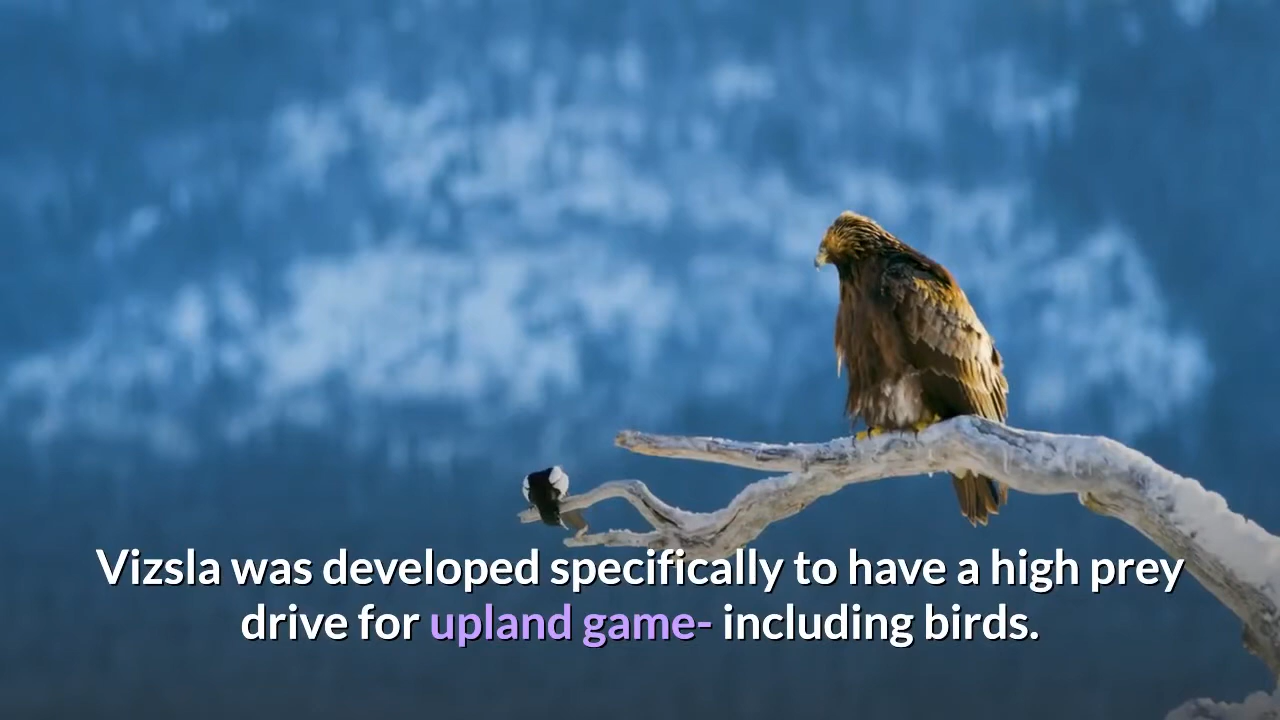 Vizsla was developed specifically to have a high prey
drive for upland game- including birds.